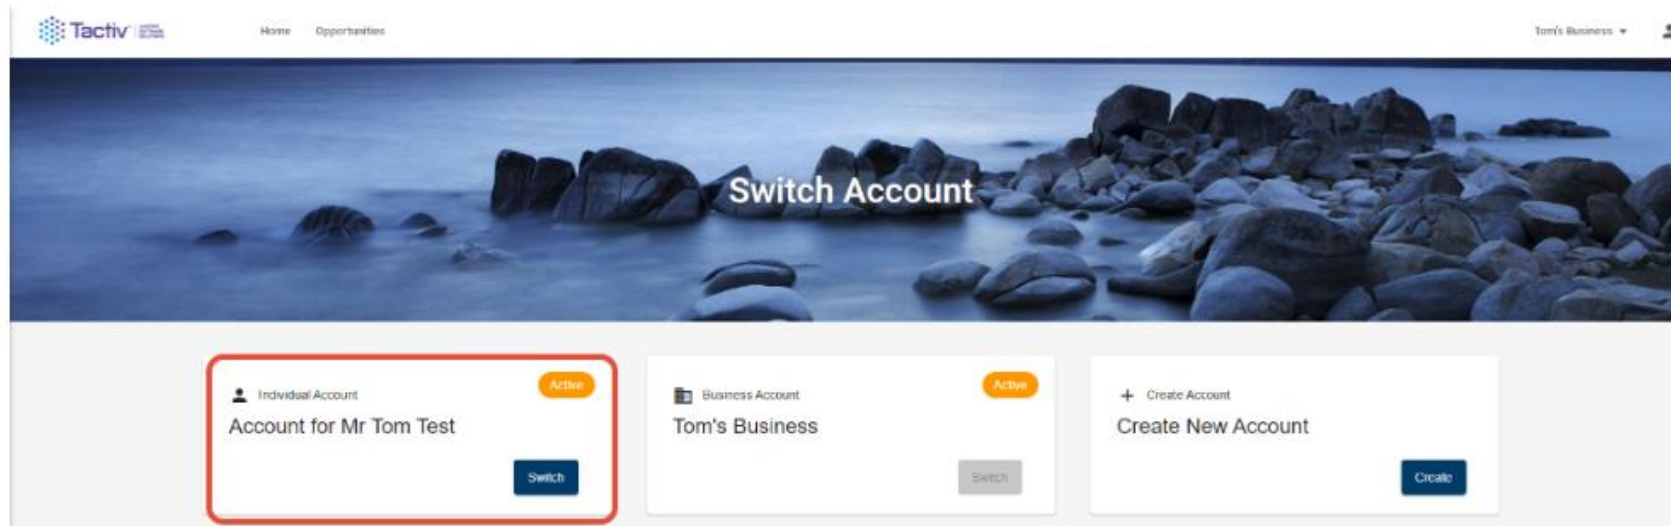 Tactiv
Home Opportunities
Tom's Business
Switch Account
Individual Account
Active
Account for Mr Tom Test
Switch
Business Account
Active
Tom's Business
Switch
Create Account
Create New Account
Create